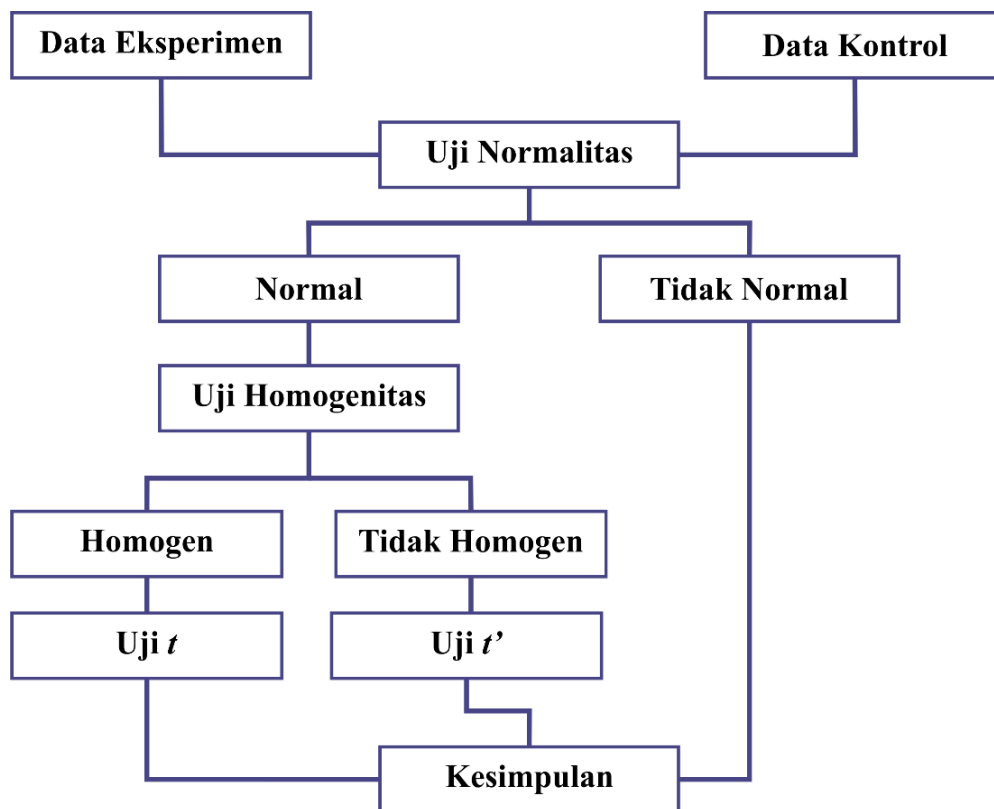 Data Eksperimen
Data Kontrol
Uji Normalitas
Normal
Tidak Normal
Uji Homogenitas
Homogen
Tidak Homogen
Uji t
Uji t’
Kesimpulan